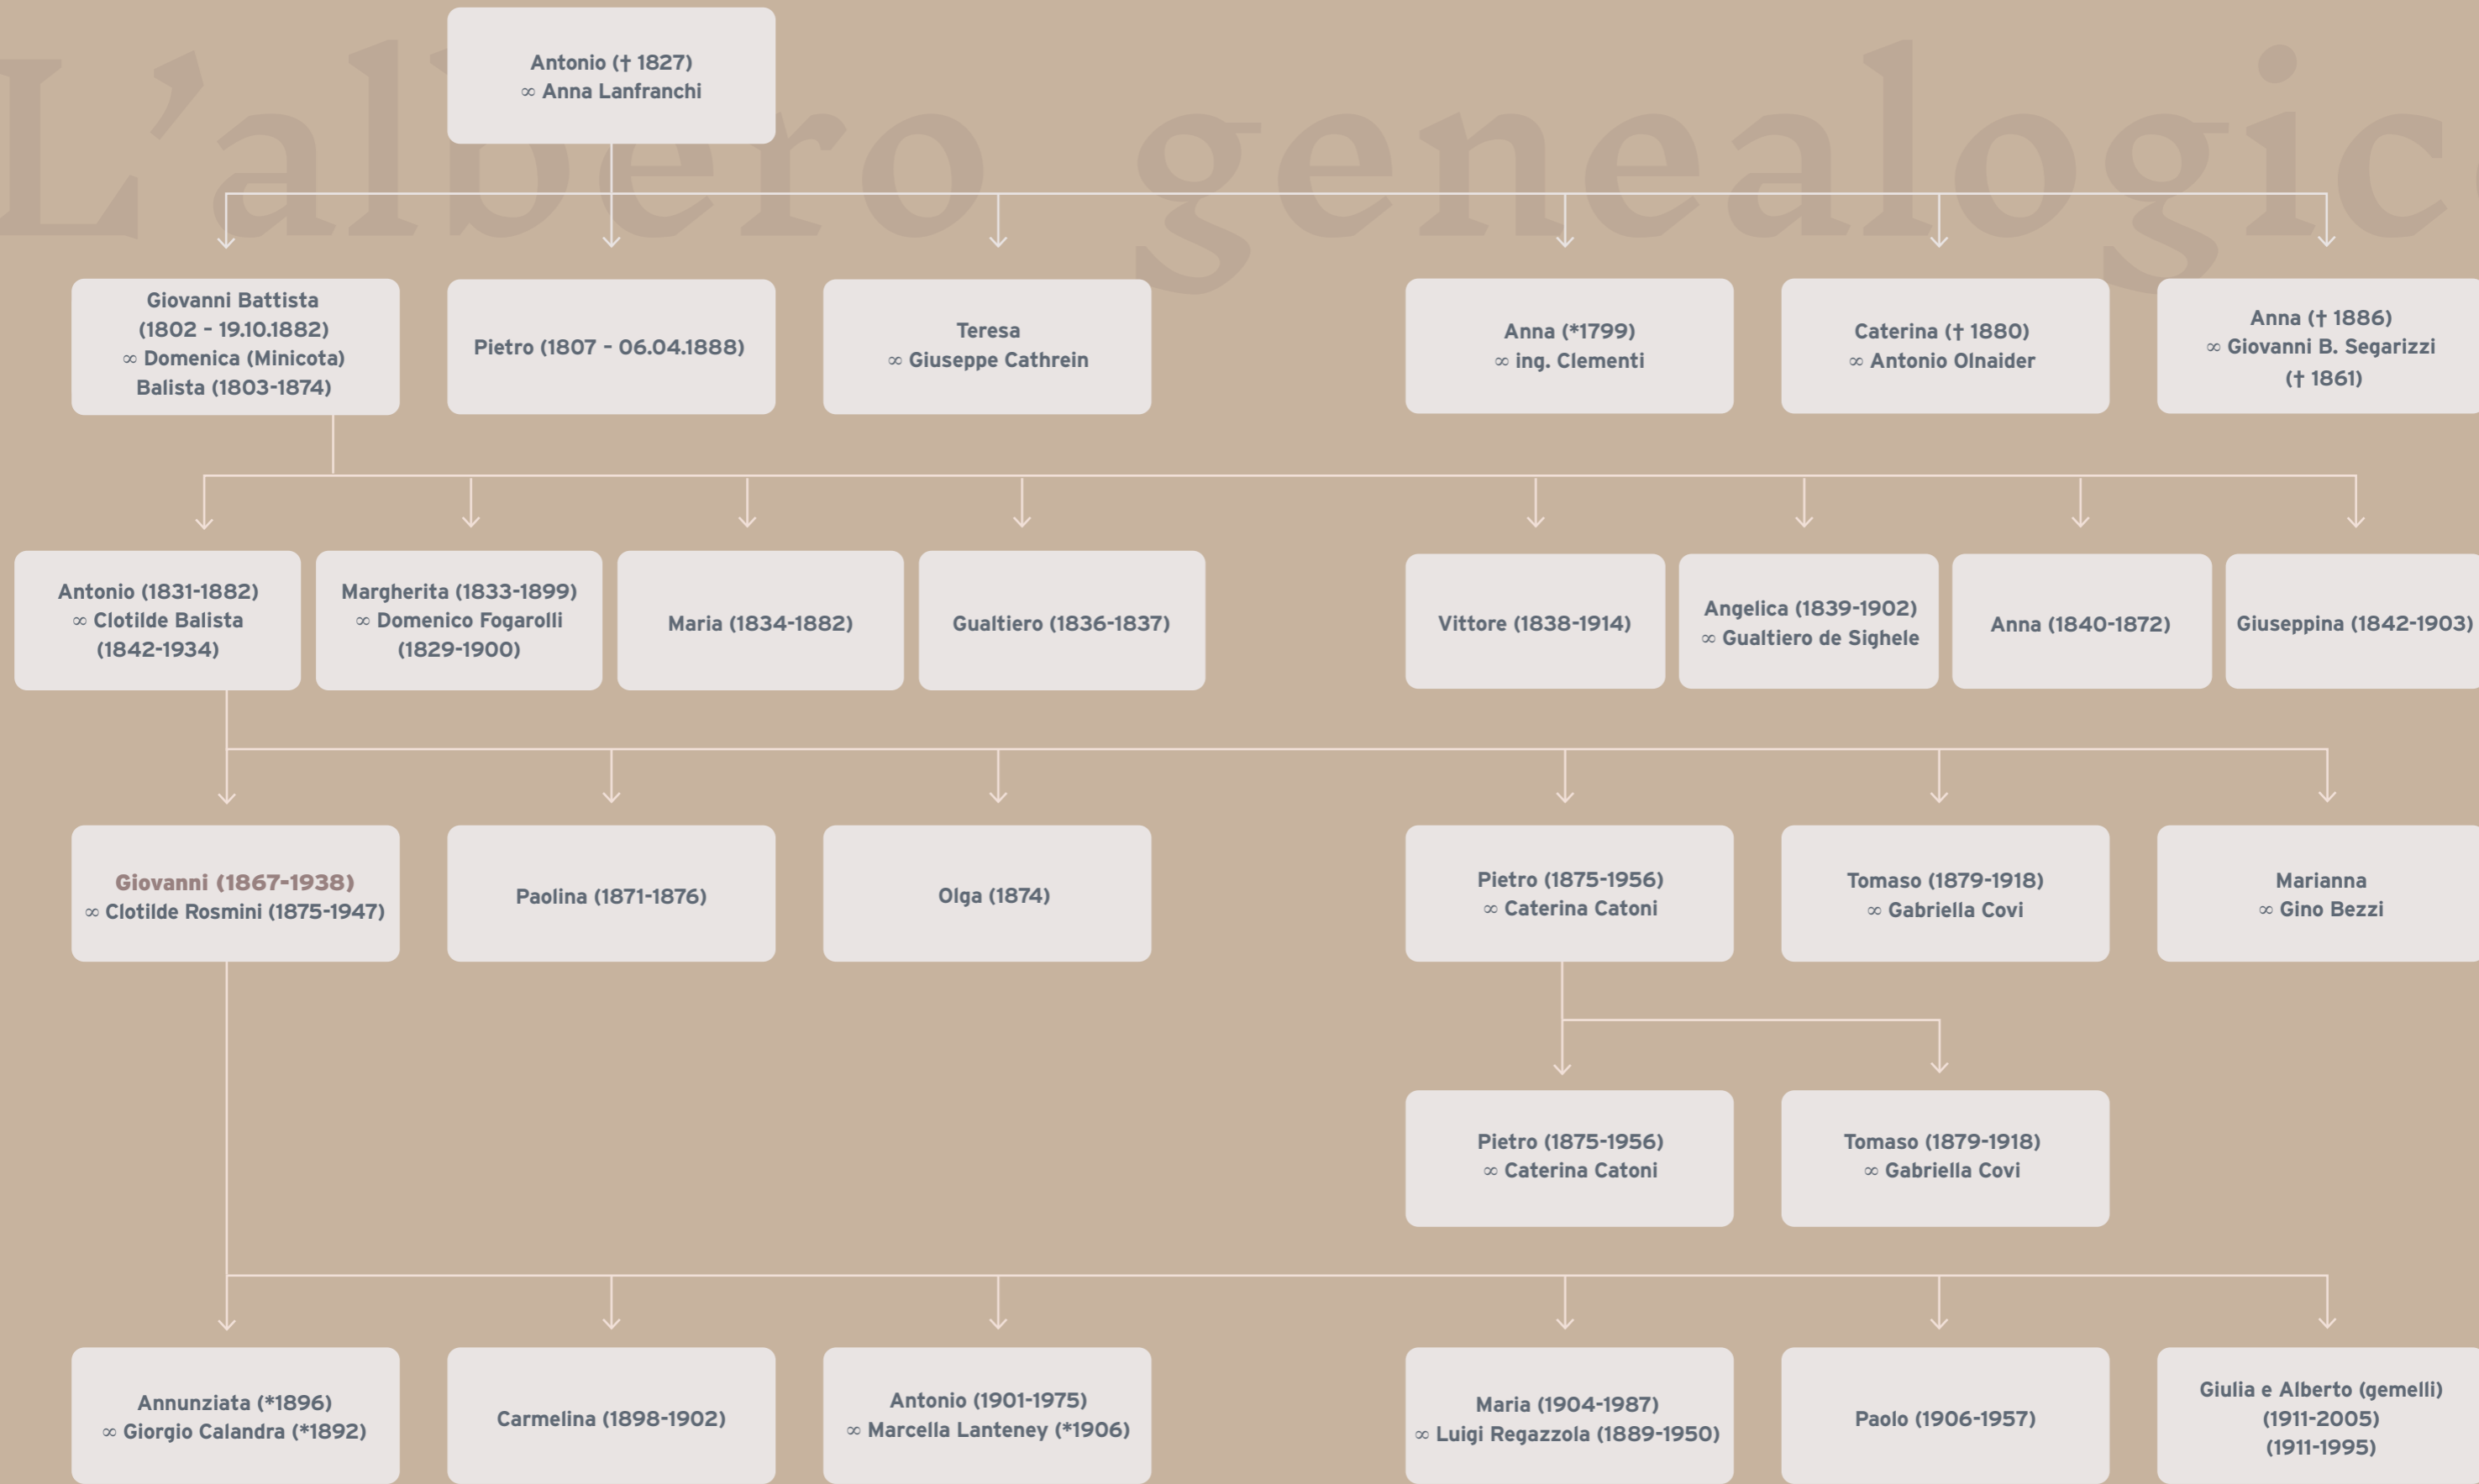 L'albero genealogic
Antonio († 1827)
∞ Anna Lanfranchi
Giovanni Battista
(1802 – 19.10.1882)
∞ Domenica (Minicota)
Balista (1803-1874)
Pietro (1807 – 06.04.1888)
Teresa
∞ Giuseppe Cathrein
Anna (*1799)
∞ ing. Clementi
Caterina († 1880)
∞ Antonio Olnaider
Anna († 1886)
∞ Giovanni B. Segarizzi
(† 1861)
Antonio (1831-1882)
∞ Clotilde Balista
(1842-1934)
Margherita (1833-1899)
∞ Domenico Fogarolli
(1829-1900)
Maria (1834-1882)
Gualtiero (1836-1837)
Vittore (1838-1914)
Angelica (1839-1902)
∞ Gualtiero de Sighele
Anna (1840-1872)
Giuseppina (1842-1903)
Giovanni (1867-1938)
∞ Clotilde Rosmini (1875-1947)
Paolina (1871-1876)
Olga (1874)
Pietro (1875-1956)
∞ Caterina Catoni
Tomaso (1879-1918)
∞ Gabriella Covi
Marianna
∞ Gino Bezzi
Pietro (1875-1956)
∞ Caterina Catoni
Tomaso (1879-1918)
∞ Gabriella Covi
Annunziata (*1896)
∞ Giorgio Calandra (*1892)
Carmelina (1898-1902)
Antonio (1901-1975)
∞ Marcella Lanteney (*1906)
Maria (1904-1987)
∞ Luigi Regazzola (1889-1950)
Paolo (1906-1957)
Giulia e Alberto (gemelli)
(1911-2005)
(1911-1995)